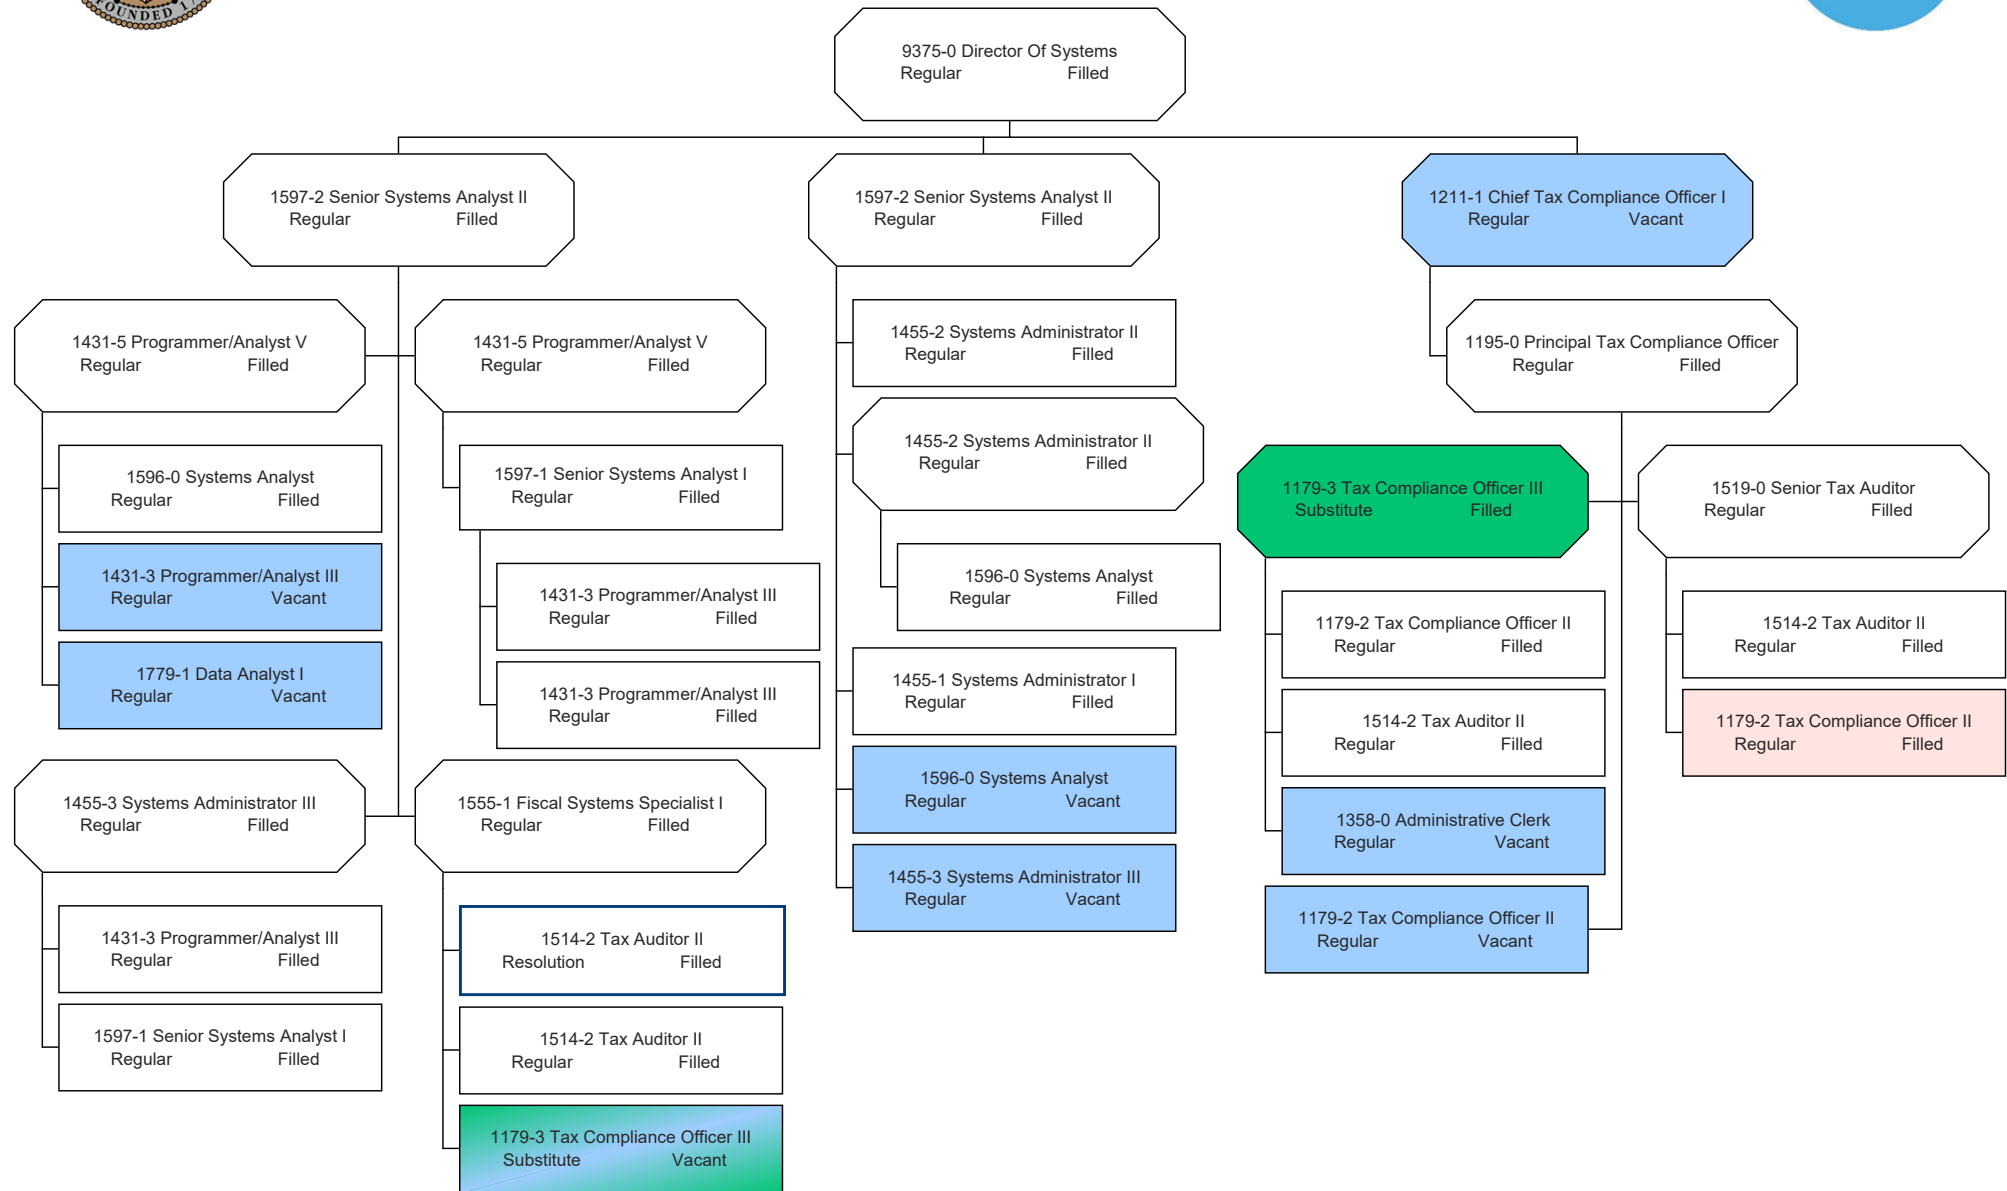 FOUNDED 1
9375-0 Director Of Systems
Regular Filled
1597-2 Senior Systems Analyst II
Regular Filled
1597-2 Senior Systems Analyst II
Regular Filled
1211-1 Chief Tax Compliance Officer I
Regular Vacant
1431-5 Programmer/Analyst V
Regular Filled
1431-5 Programmer/Analyst V
Regular Filled
1455-2 Systems Administrator II
Regular Filled
1195-0 Principal Tax Compliance Officer
Regular Filled
1455-2 Systems Administrator II
Regular Filled
1596-0 Systems Analyst
Regular Filled
1597-1 Senior Systems Analyst I
Regular Filled
1179-3 Tax Compliance Officer III
Substitute Filled
1519-0 Senior Tax Auditor
Regular Filled
1431-3 Programmer/Analyst III
Regular Vacant
1431-3 Programmer/Analyst III
Regular Filled
1596-0 Systems Analyst
Regular Filled
1179-2 Tax Compliance Officer II
Regular Filled
1514-2 Tax Auditor II
Regular Filled
1779-1 Data Analyst I
Regular Vacant
1431-3 Programmer/Analyst III
Regular Filled
1455-1 Systems Administrator I
Regular Filled
1514-2 Tax Auditor II
Regular Filled
1179-2 Tax Compliance Officer II
Regular Filled
1455-3 Systems Administrator III
Regular Filled
1555-1 Fiscal Systems Specialist I
Regular Filled
1596-0 Systems Analyst
Regular Vacant
1358-0 Administrative Clerk
Regular Vacant
1455-3 Systems Administrator III
Regular Vacant
1179-2 Tax Compliance Officer II
Regular Vacant
1431-3 Programmer/Analyst III
Regular Filled
1514-2 Tax Auditor II
Resolution Filled
1597-1 Senior Systems Analyst I
Regular Filled
1514-2 Tax Auditor II
Regular Filled
1179-3 Tax Compliance Officer III
Substitute Vacant